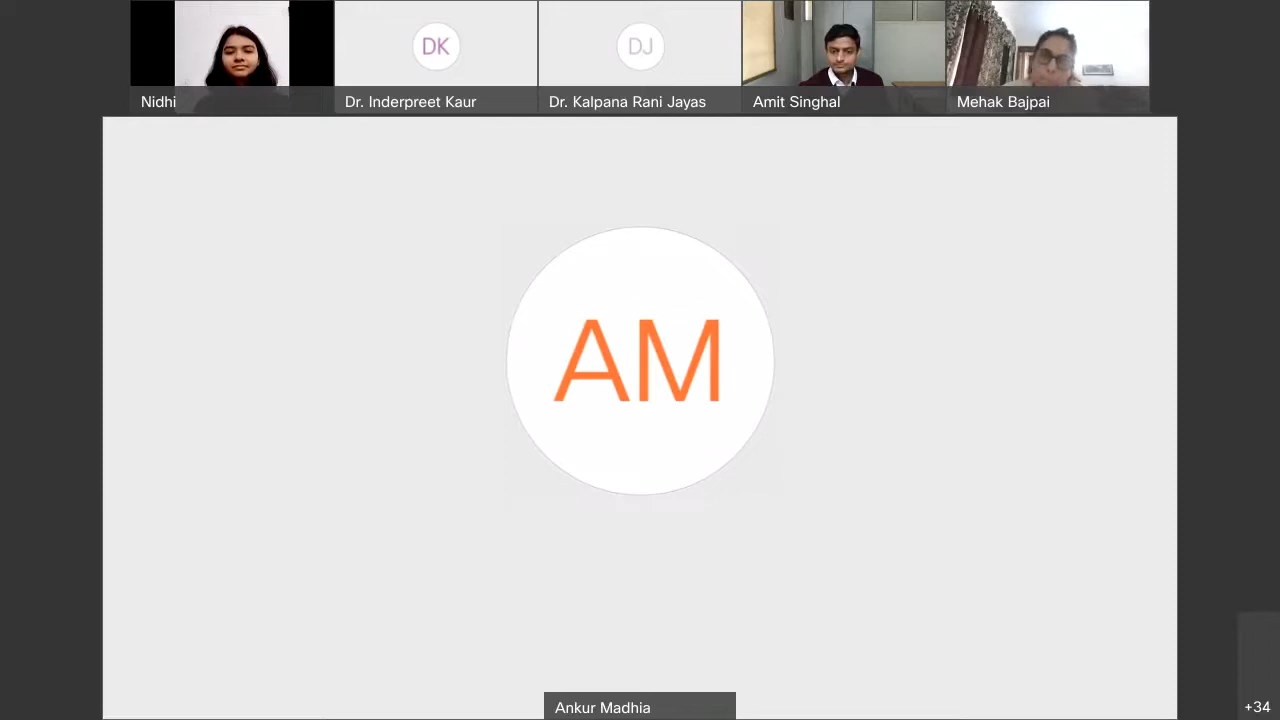 DK
DJ
Nidhi
Dr. Inderpreet Kaur
Dr. Kalpana Rani Jayas
Amit Singhal
Mehak Bajpai
AM
Ankur Madhia
+34